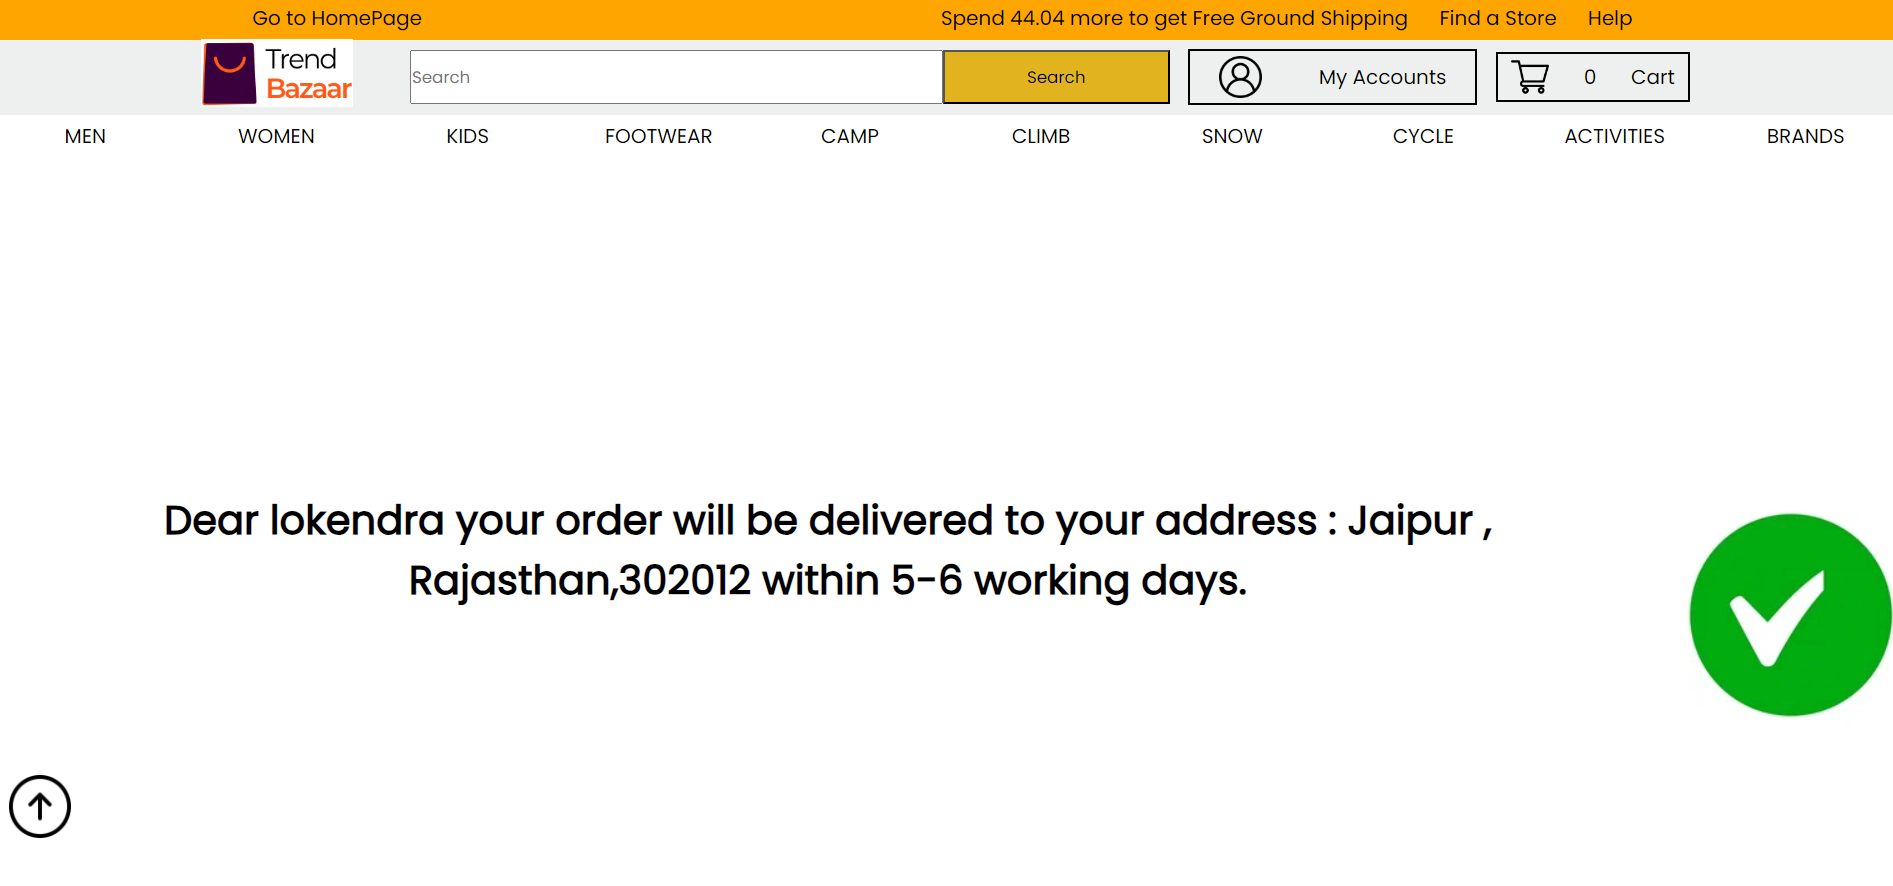 Go to HomePage Spend 44.04 more to get Free Ground Shipping Find a Store Help
Trend
Bazaar
Search Search My Accounts 0 Cart
MEN WOMEN KIDS FOOTWEAR CAMP CLIMB SNOW CYCLE ACTIVITIES BRANDS
Dear lokendra your order will be delivered to your address : Jaipur ,
Rajasthan,302012 within 5-6 working days.